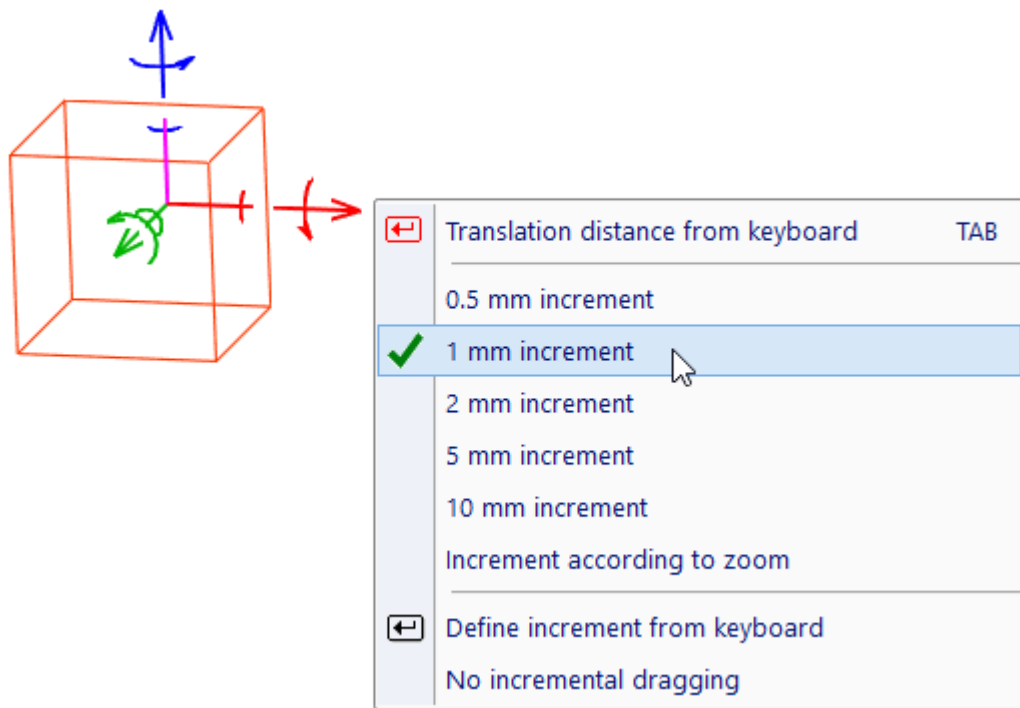 Translation distance from keyboard TAB
0.5 mm increment
1 mm increment
2 mm increment
5 mm increment
10 mm increment
Increment according to zoom
Define increment from keyboard
No incremental dragging